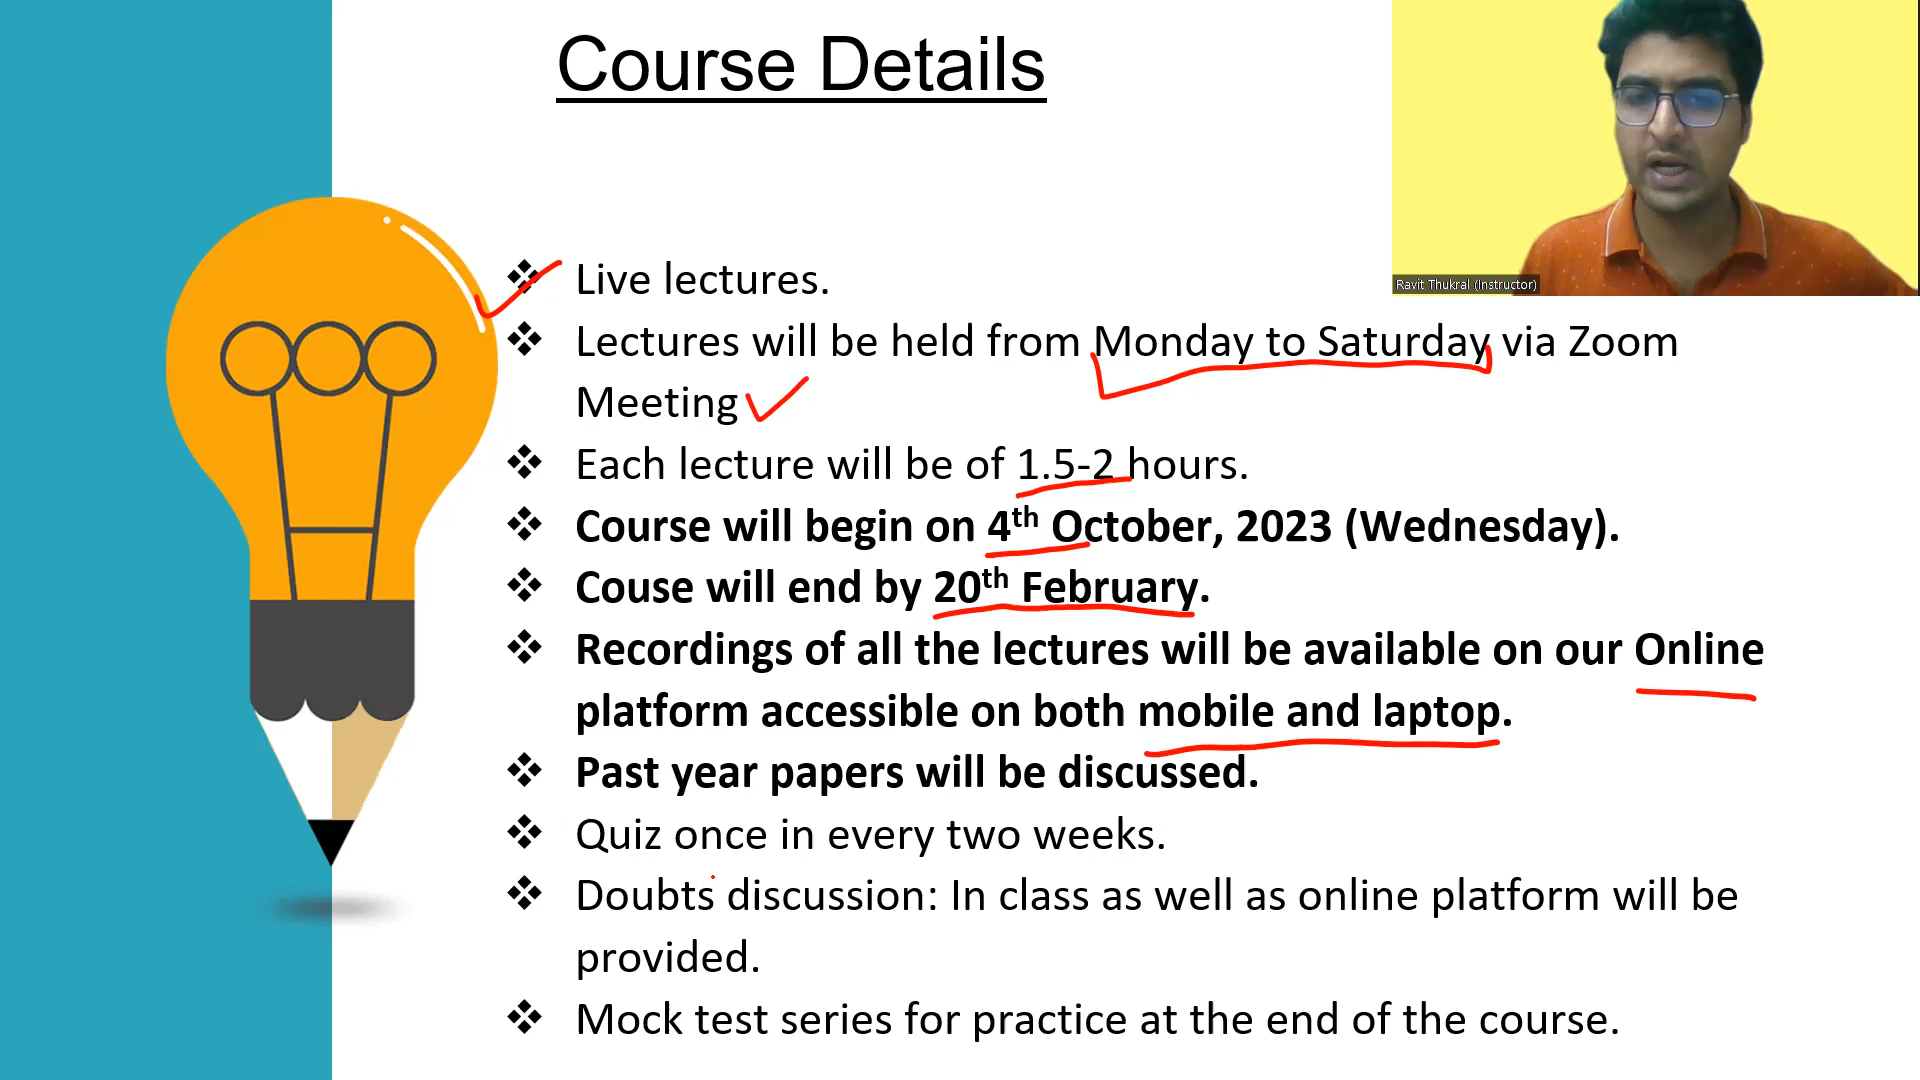 Course Details
Ravit Thukral (Instructor)
❖ Live lectures.
❖ Lectures will be held from Monday to Saturday via Zoom
Meeting
❖ Each lecture will be of 1.5-2 hours.
❖ Course will begin on 4th October, 2023 (Wednesday).
❖ Couse will end by 20th February.
❖ Recordings of all the lectures will be available on our Online
platform accessible on both mobile and laptop.
❖ Past year papers will be discussed.
❖ Quiz once in every two weeks.
❖ Doubts discussion: In class as well as online platform will be
provided.
❖ Mock test series for practice at the end of the course.